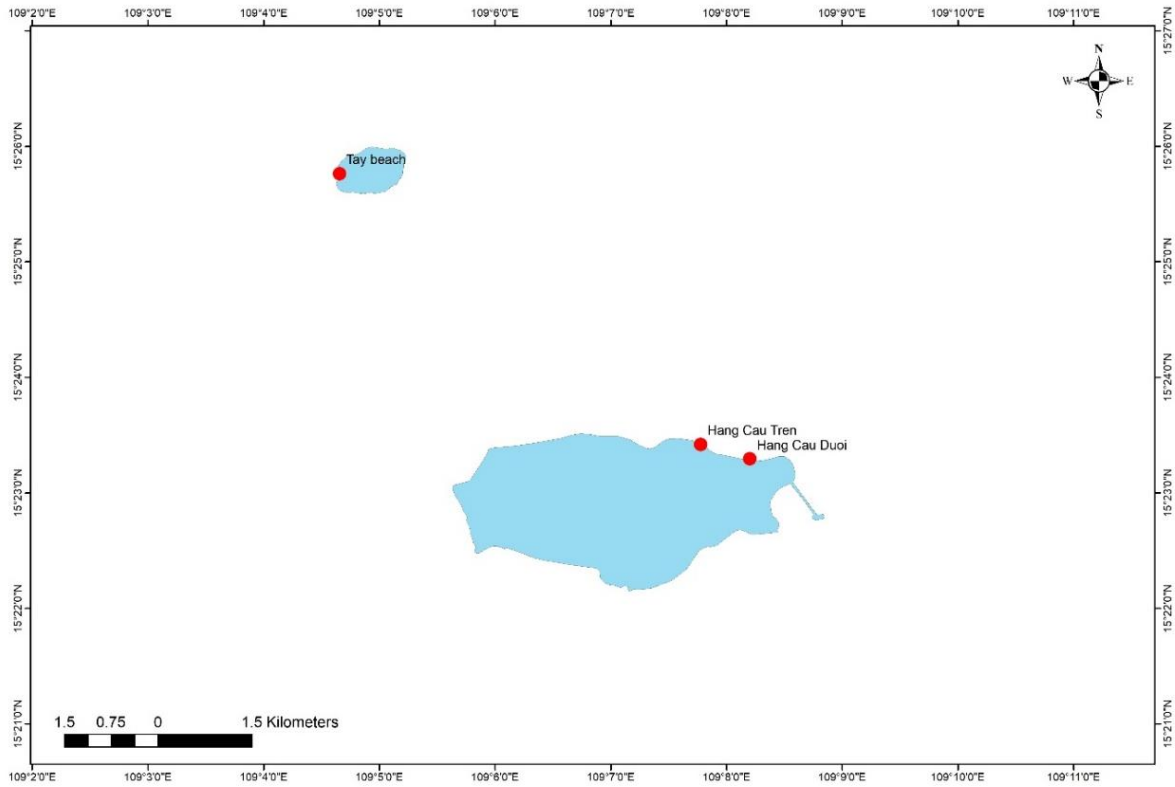 109°2'0"E 109°3'0"E 109°4'0"E 109°5'0"E 109°6'0"E 109°7'0"E 109°8'0"E 109°9'0"E 109°10'0"E 109°11'0"E
15°27'0"N 15°27'0"N
N
W E
S
15°26'0"N 15°26'0"N
Tay beach
15°25'0"N 15°25'0"N
15°24'0"N 15°24'0"N
Hang Cau Tren
Hang Cau Duoi
15°23'0"N 15°23'0"N
15°22'0"N 15°22'0"N
15°21'0"N 15°21'0"N
1.5 0.75 0 1.5 Kilometers
109°2'0"E 109°3'0"E 109°4'0"E 109°5'0"E 109°6'0"E 109°7'0"E 109°8'0"E 109°9'0"E 109°10'0"E 109°11'0"E